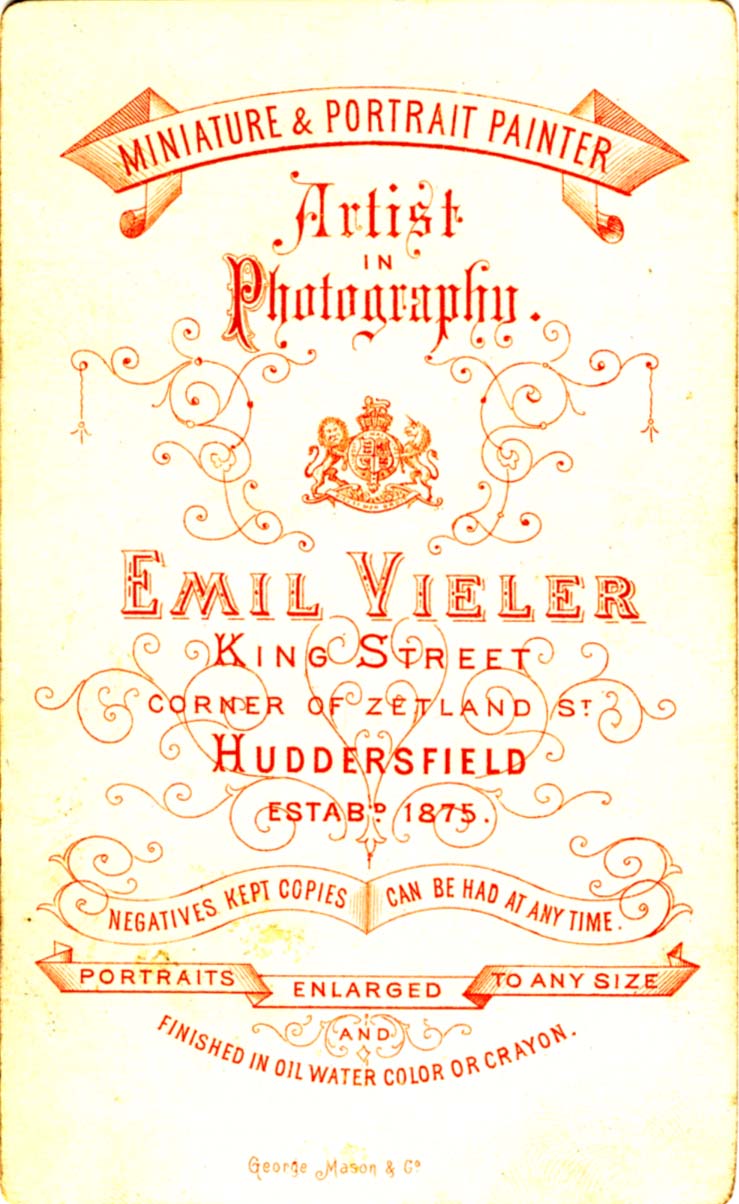 MINIATURE & PORTRAIT PAINTER
Artist
IN
Photography.
EMIL VIELER
KING STREET
CORNER OF ZETLAND ST.
HUDDERSFIELD
ESTABD. 1875.
NEGATIVES KEPT COPIES CAN BE HAD AT ANY TIME.
PORTRAITS ENLARGED TO ANY SIZE
AND
FINISHED IN OIL WATER COLOR OR CRAYON.
George Mason & Co